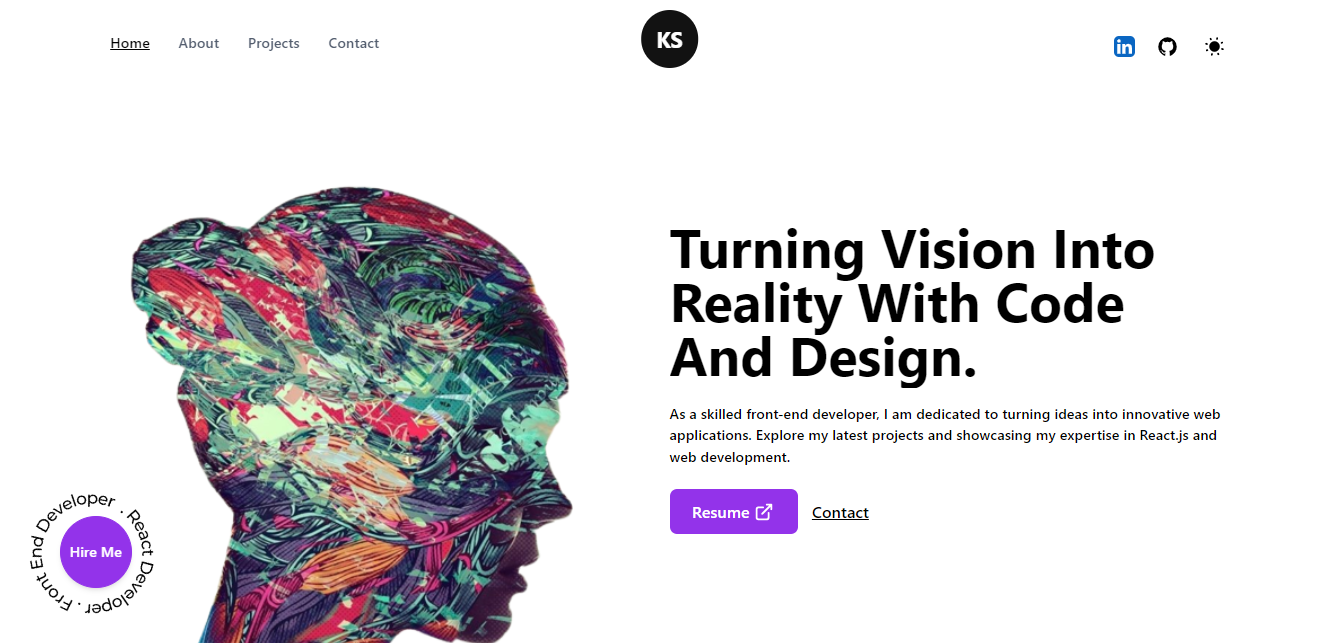 Home About Projects Contact
KS
Turning Vision Into
Reality With Code
And Design.
As a skilled front-end developer, I am dedicated to turning ideas into innovative web
applications. Explore my latest projects and showcasing my expertise in React.js and
web development.
Resume
Contact
Front End Developer . React Developer .
Hire Me